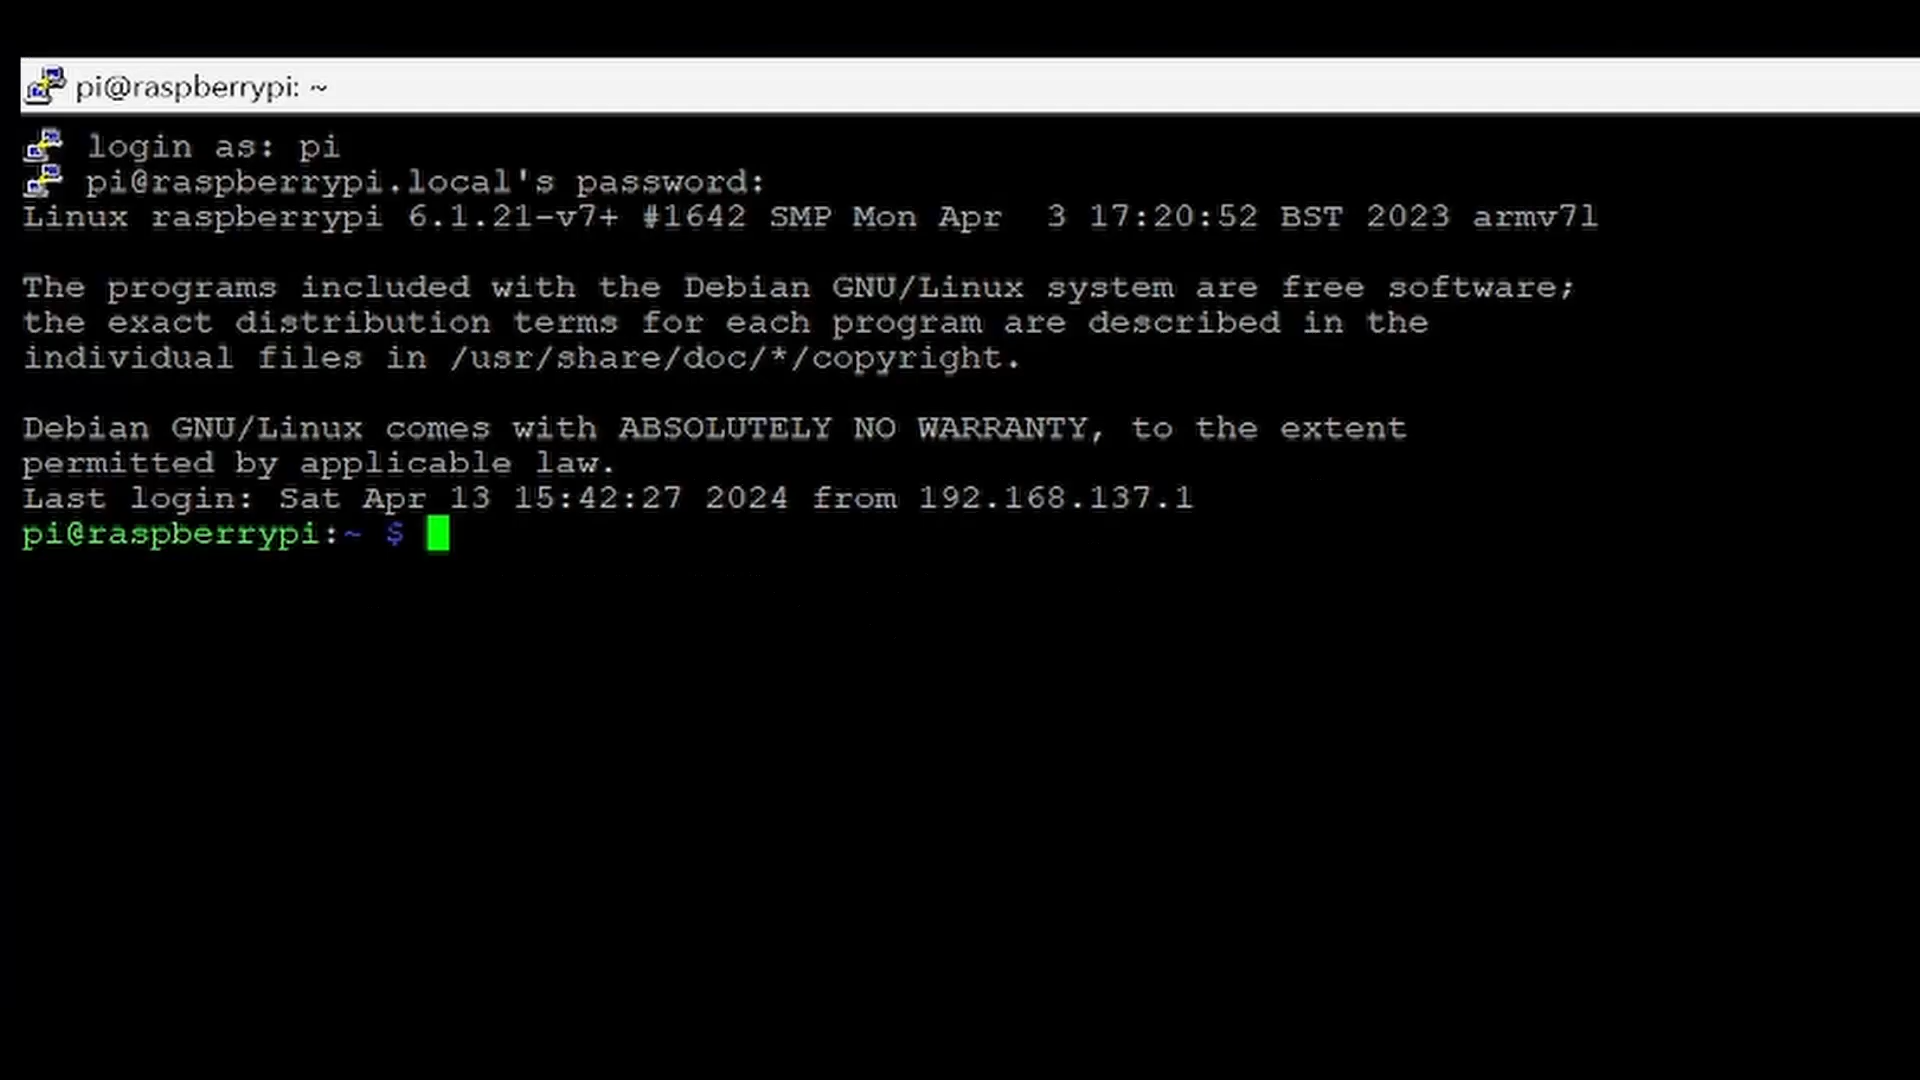 pi@raspberrypi: ~
login as: pi
pi@raspberrypi.local's password:
Linux raspberrypi 6.1.21-v7+ #1642 SMP Mon Apr  3 17:20:52 BST 2023 armv7l
The programs included with the Debian GNU/Linux system are free software;
the exact distribution terms for each program are described in the
individual files in /usr/share/doc/*/copyright.
Debian GNU/Linux comes with ABSOLUTELY NO WARRANTY, to the extent
permitted by applicable law.
Last login: Sat Apr 13 15:42:27 2024 from 192.168.137.1
pi@raspberrypi:~ $